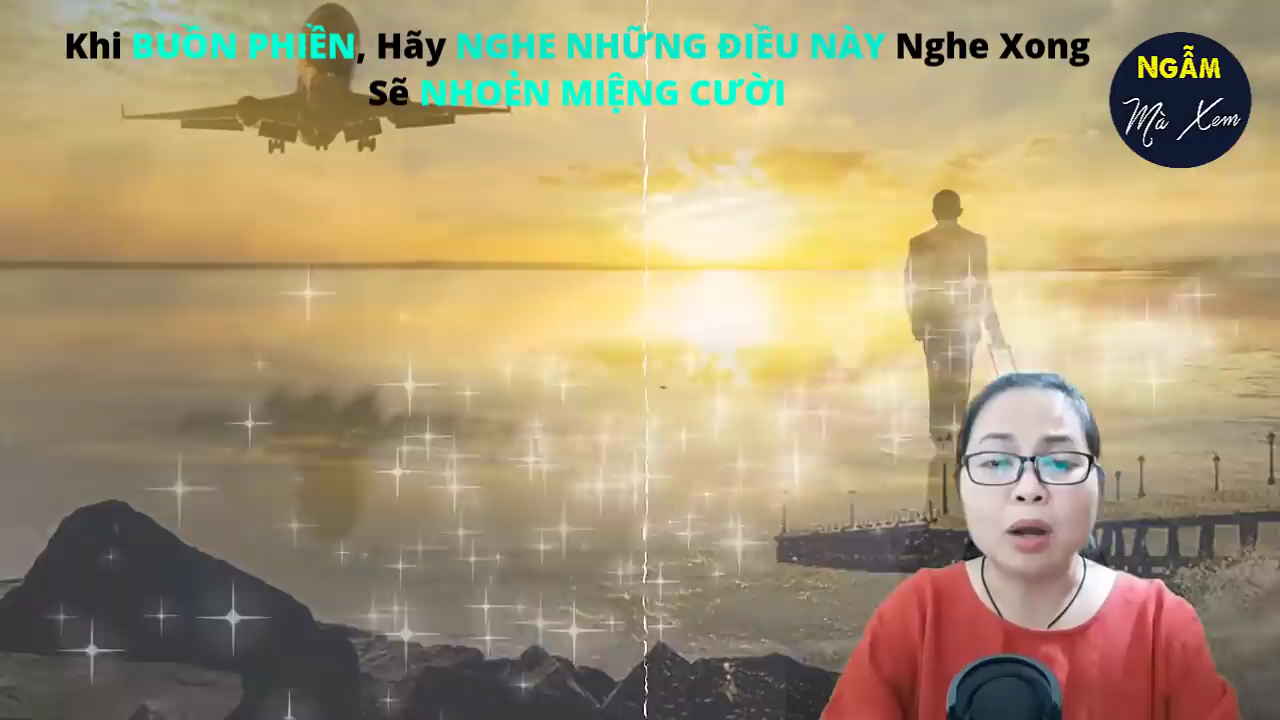 Khi BUỒN PHIỀN, Hãy NGHE NHỮNG ĐIỀU NÀY Nghe Xong
Sẽ NHOẺN MIỆNG CƯỜI
NGẪM
Mà Xem